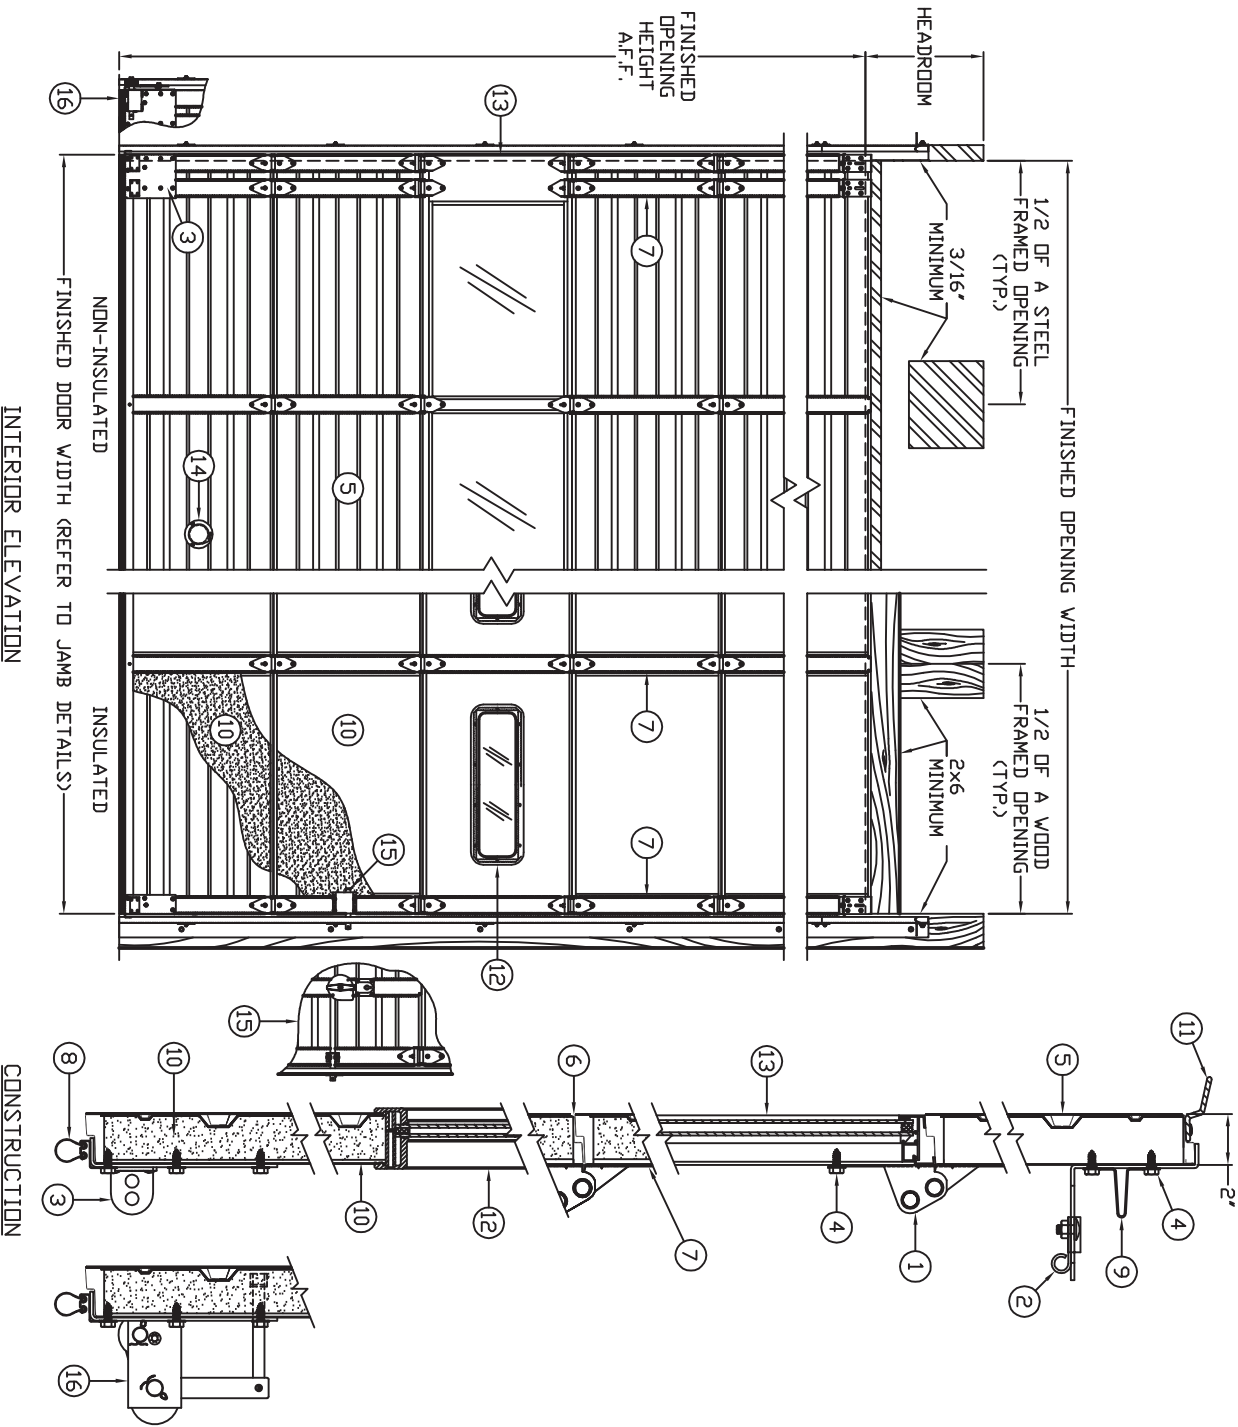 FINISHED OPENING WIDTH
1/2 OF A STEEL
FRAMED OPENING
(TYP.)
1/2 OF A WOOD
FRAMED OPENING
(TYP.)
3/16"
MINIMUM
2x6
MINIMUM
HEADROOM
FINISHED
OPENING
HEIGHT
A.F.F.
13
16
3
7
14
5
7
10
10
7
15
12
15
NON-INSULATED
INSULATED
FINISHED DOOR WIDTH (REFER TO JAMB DETAILS)
INTERIOR ELEVATION
11
2"
4
9
2
5
1
4
13
6
7
12
10
10
8
3
16
CONSTRUCTION